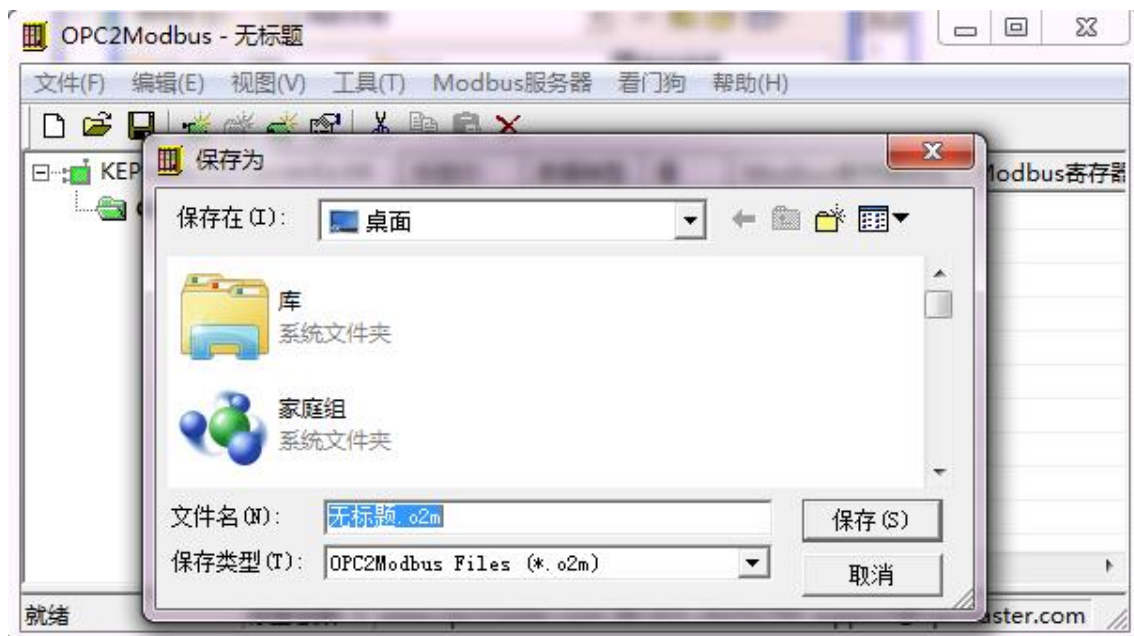 OPC2Modbus - 无标题
文件(F) 编辑(E) 视图(V) 工具(T) Modbus服务器 看门狗 帮助(H)
保存为
KEP
Modbus寄存器
保存在(I):
桌面
库
系统文件夹
家庭组
系统文件夹
文件名(N):
无标题.o2m
保存(S)
保存类型(T):
OPC2Modbus Files (*.o2m)
取消
就绪
aster.com